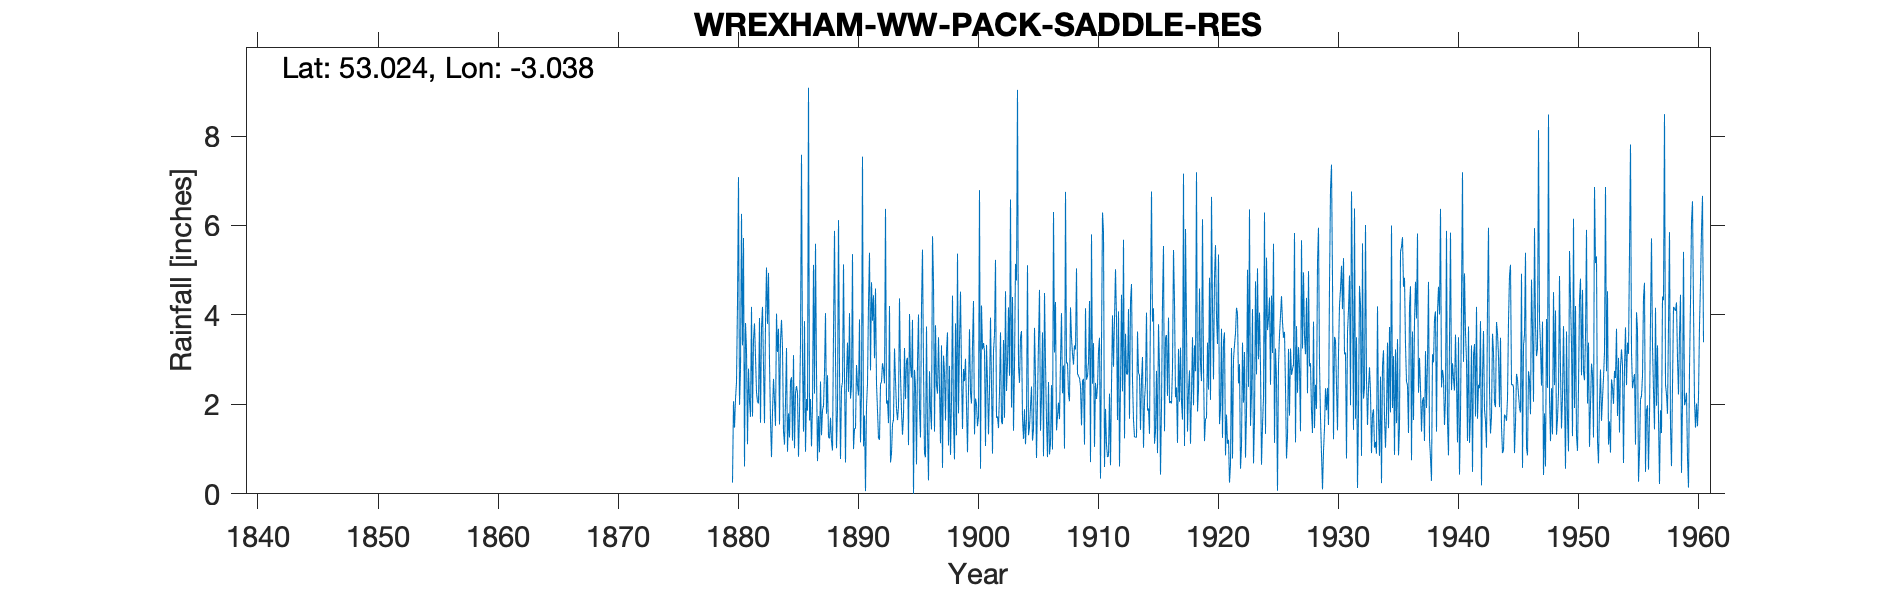 WREXHAM-WW-PACK-SADDLE-RES
Lat: 53.024, Lon: -3.038
8
6
4
2
0
Rainfall [inches]
1840 1850 1860 1870 1880 1890 1900 1910 1920 1930 1940 1950 1960
Year